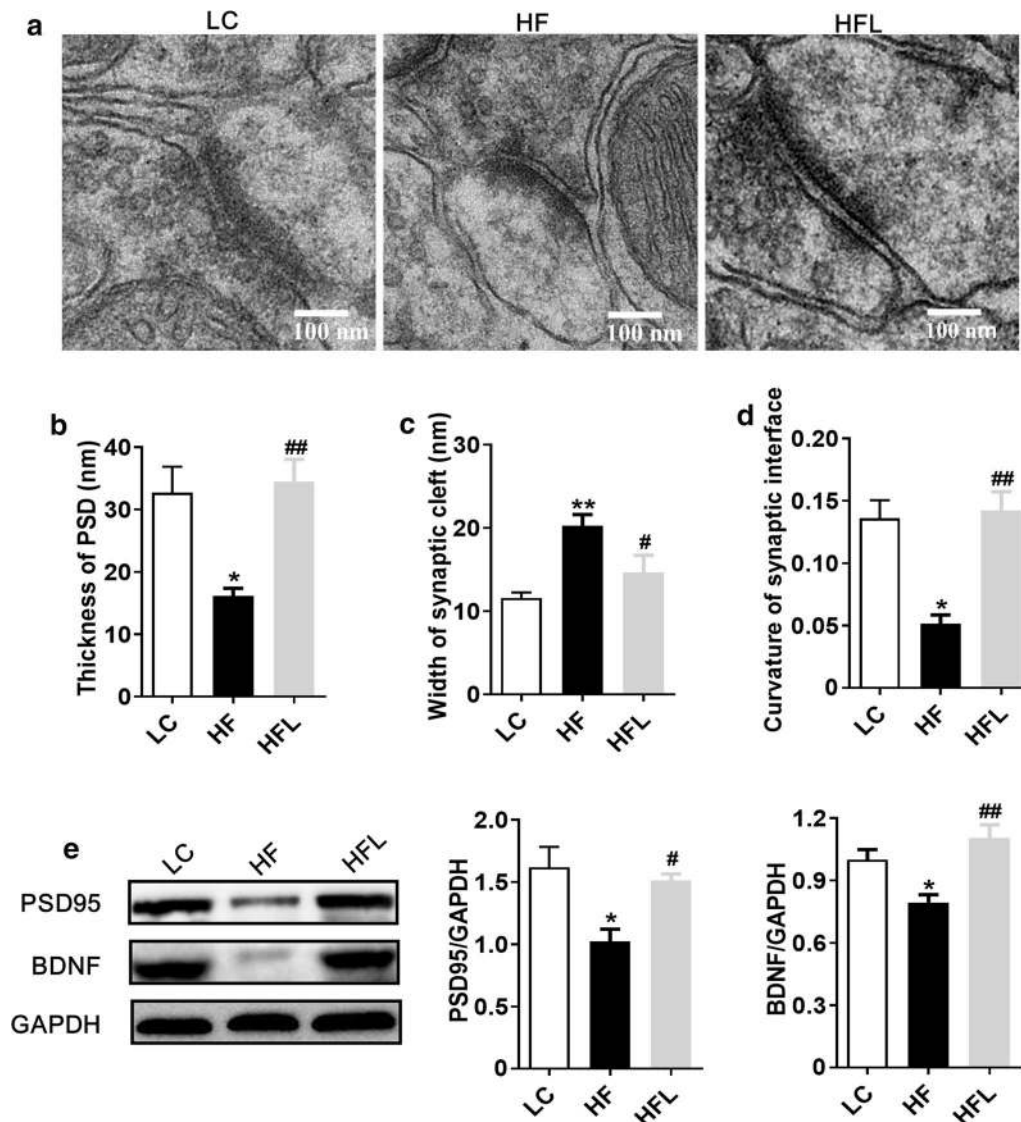 a
LC
HF
HFL
100 nm
100 nm
100 nm
b
Thickness of PSD (nm)
40
30
20
10
0
*
##
LC
HF
HFL
c
Width of synaptic cleft (nm)
30
20
10
0
**
#
LC
HF
HFL
d
Curvature of synaptic interface
0.20
0.15
0.10
0.05
0
*
##
LC
HF
HFL
e
LC
HF
HFL
PSD95
BDNF
GAPDH
PSD95/GAPDH
2.0
1.5
1.0
0.5
0
*
#
LC
HF
HFL
BDNF/GAPDH
1.2
0.9
0.6
0.3
0
*
##
LC
HF
HFL